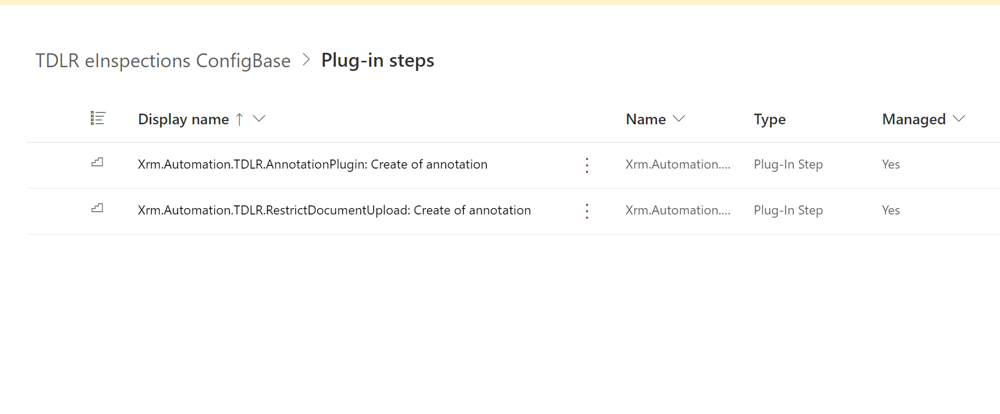 TDLR eInspections ConfigBase > Plug-in steps
Display name ↑ Name Type Managed
Xrm.Automation.TDLR.AnnotationPlugin: Create of annotation Xrm.Automation.... Plug-In Step Yes
Xrm.Automation.TDLR.RestrictDocumentUpload: Create of annotation Xrm.Automation.... Plug-In Step Yes